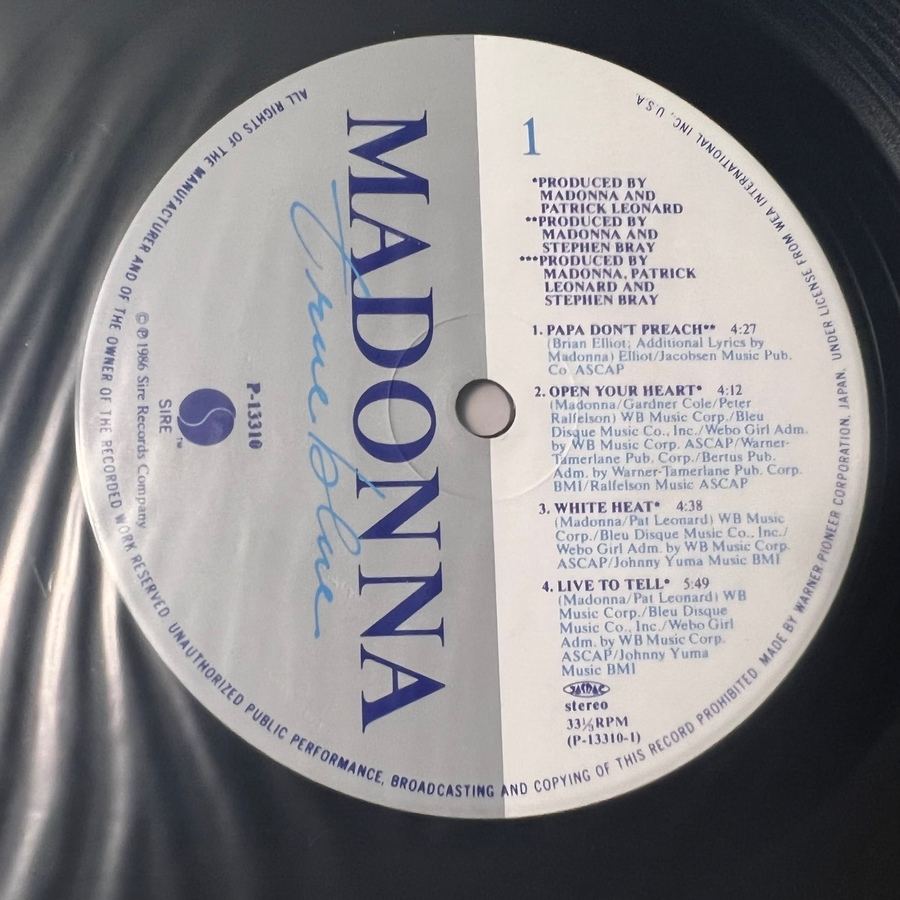 MADONNA
True blue
P-13310
SIRE
™
© ℗ 1986 Sire Records Company
1
*PRODUCED BY
MADONNA AND
PATRICK LEONARD
**PRODUCED BY
MADONNA AND
STEPHEN BRAY
***PRODUCED BY
MADONNA, PATRICK
LEONARD AND
STEPHEN BRAY
1. PAPA DON'T PREACH** 4:27
(Brian Elliot; Additional Lyrics by
Madonna) Elliot/Jacobsen Music Pub.
Co. ASCAP
2. OPEN YOUR HEART* 4:12
(Madonna/Gardner Cole/Peter
Ralfelson) WB Music Corp./Bleu
Disque Music Co., Inc./Webo Girl Adm.
by WB Music Corp. ASCAP/Warner-
Tamerlane Pub. Corp./Bertus Pub.
Adm. by Warner-Tamerlane Pub. Corp.
BMI/Ralfelson Music ASCAP
3. WHITE HEAT* 4:38
(Madonna/Pat Leonard) WB Music
Corp./Bleu Disque Music Co., Inc./
Webo Girl Adm. by WB Music Corp.
ASCAP/Johnny Yuma Music BMI
4. LIVE TO TELL* 5:49
(Madonna/Pat Leonard) WB
Music Corp./Bleu Disque
Music Co., Inc./Webo Girl
Adm. by WB Music Corp.
ASCAP/Johnny Yuma
Music BMI
JASRAC
stereo
33⅓RPM
(P-13310-1)
ALL RIGHTS OF THE MANUFACTURER AND OF THE OWNER OF THE RECORDED WORK RESERVED. UNAUTHORIZED PUBLIC PERFORMANCE, BROADCASTING AND COPYING OF THIS RECORD PROHIBITED. MADE BY WARNER-PIONEER CORPORATION, JAPAN. UNDER LICENSE FROM WEA INTERNATIONAL INC., U.S.A.